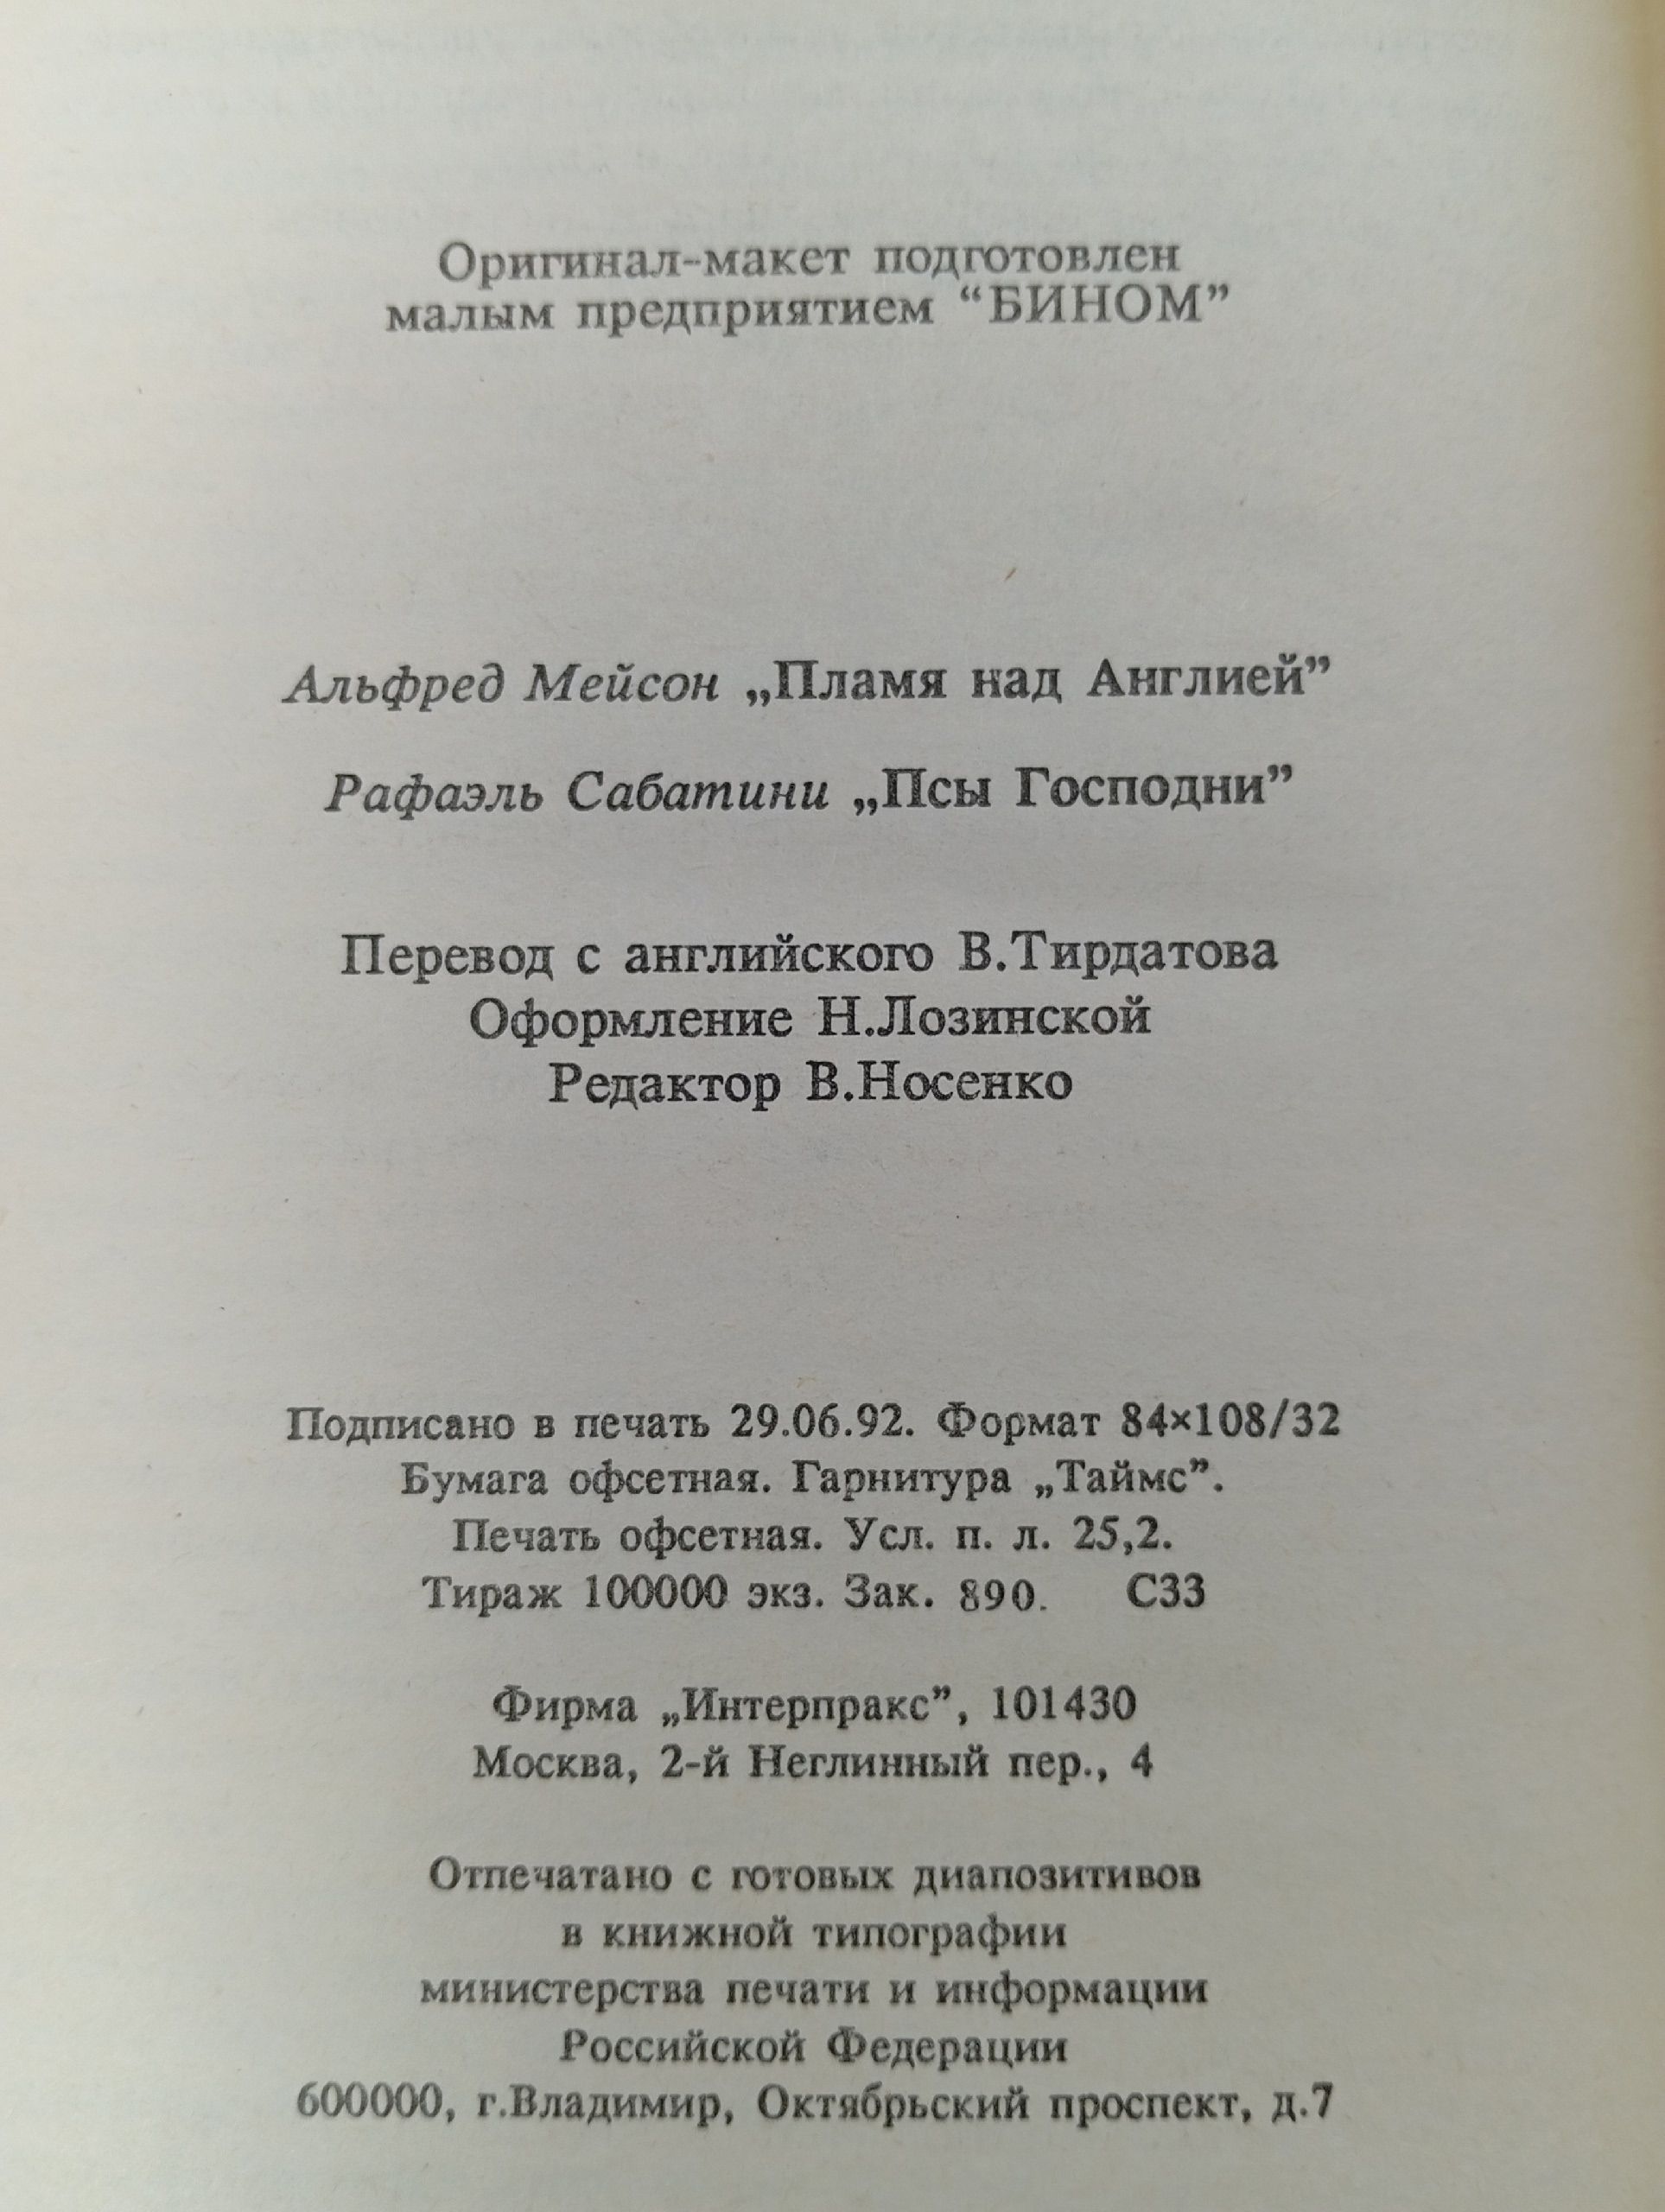 Оригинал-макет подготовлен
малым предприятием “БИНОМ”
Альфред Мейсон „Пламя над Англией”
Рафаэль Сабатини „Псы Господни”
Перевод с английского В.Тирдатова
Оформление Н.Лозинской
Редактор В.Носенко
Подписано в печать 29.06.92. Формат 84×108/32
Бумага офсетная. Гарнитура „Таймс”.
Печать офсетная. Усл. п. л. 25,2.
Тираж 100000 экз. Зак. 890. С33
Фирма „Интерпракс”, 101430
Москва, 2-й Неглинный пер., 4
Отпечатано с готовых диапозитивов
в книжной типографии
министерства печати и информации
Российской Федерации
600000, г.Владимир, Октябрьский проспект, д.7